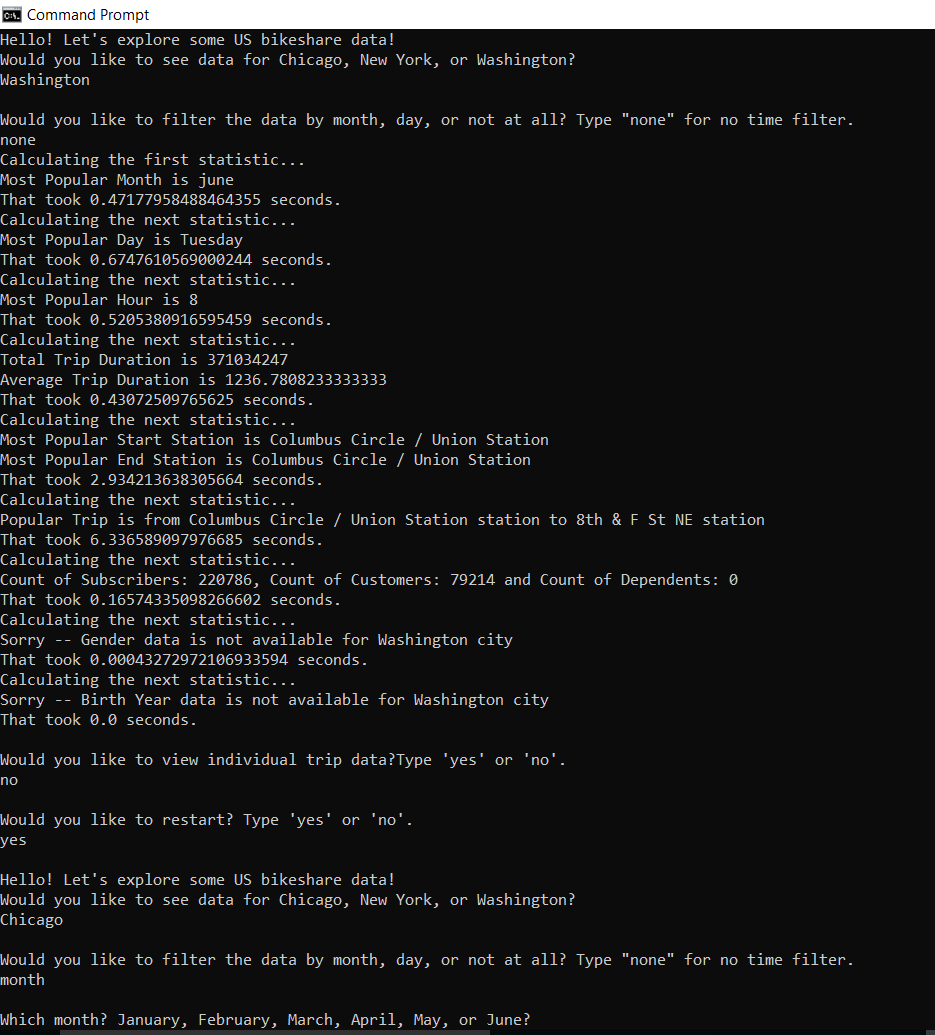 Command Prompt
Hello! Let's explore some US bikeshare data!
Would you like to see data for Chicago, New York, or Washington?
Washington
Would you like to filter the data by month, day, or not at all? Type "none" for no time filter.
none
Calculating the first statistic...
Most Popular Month is june
That took 0.47177958488464355 seconds.
Calculating the next statistic...
Most Popular Day is Tuesday
That took 0.6747610569000244 seconds.
Calculating the next statistic...
Most Popular Hour is 8
That took 0.5205380916595459 seconds.
Calculating the next statistic...
Total Trip Duration is 371034247
Average Trip Duration is 1236.7808233333333
That took 0.43072509765625 seconds.
Calculating the next statistic...
Most Popular Start Station is Columbus Circle / Union Station
Most Popular End Station is Columbus Circle / Union Station
That took 2.934213638305664 seconds.
Calculating the next statistic...
Popular Trip is from Columbus Circle / Union Station station to 8th & F St NE station
That took 6.336589097976685 seconds.
Calculating the next statistic...
Count of Subscribers: 220786, Count of Customers: 79214 and Count of Dependents: 0
That took 0.16574335098266602 seconds.
Calculating the next statistic...
Sorry -- Gender data is not available for Washington city
That took 0.00043272972106933594 seconds.
Calculating the next statistic...
Sorry -- Birth Year data is not available for Washington city
That took 0.0 seconds.
Would you like to view individual trip data?Type 'yes' or 'no'.
no
Would you like to restart? Type 'yes' or 'no'.
yes
Hello! Let's explore some US bikeshare data!
Would you like to see data for Chicago, New York, or Washington?
Chicago
Would you like to filter the data by month, day, or not at all? Type "none" for no time filter.
month
Which month? January, February, March, April, May, or June?